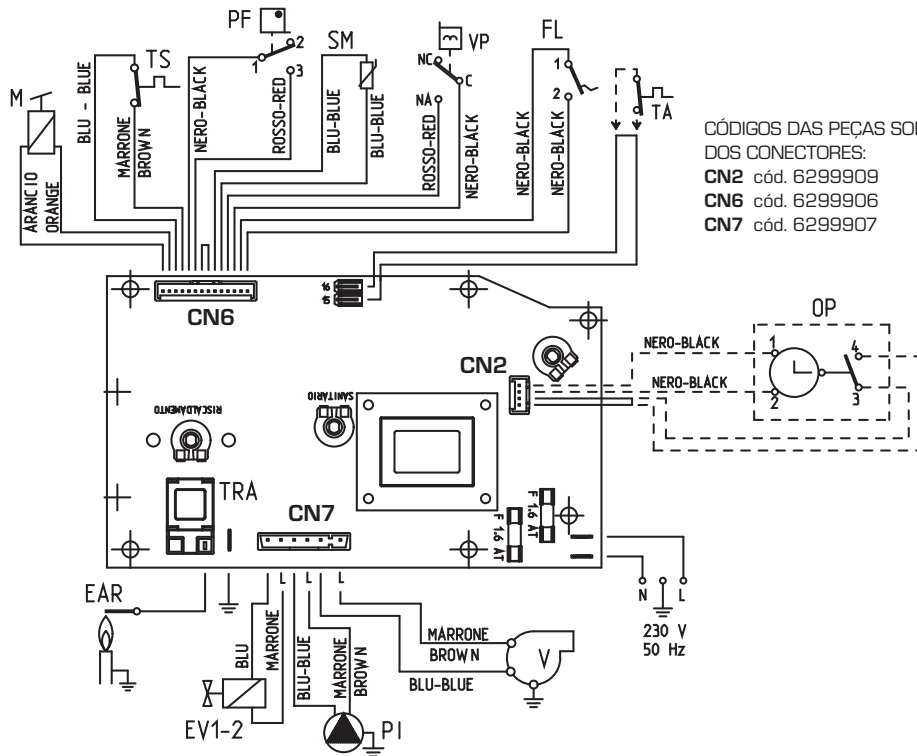 PF
SM
VP
FL
TS
M
TA
1
2
3
NC
C
NA
1
2
BLU - BLUE
MARRONE
BROWN
NERO-BLACK
ROSSO-RED
BLU-BLUE
BLU-BLUE
ROSSO-RED
NERO-BLACK
NERO-BLACK
NERO-BLACK
ARANCIO
ORANGE
CÓDIGOS DAS PEÇAS SO
DOS CONECTORES:
CN2 cód. 6299909
CN6 cód. 6299906
CN7 cód. 6299907
CN6
CN2
OP
NERO-BLACK
NERO-BLACK
1
2
4
3
RISCALDAMENTO
SANITARIO
TRA
CN7
F 1.6 AT
F 1.6 AT
EAR
L
L
L
N
L
230 V
50 Hz
BLU
MARRONE
BLU-BLUE
MARRONE
BROWN
MARRONE
BROWN
BLU-BLUE
V
EV1-2
PI